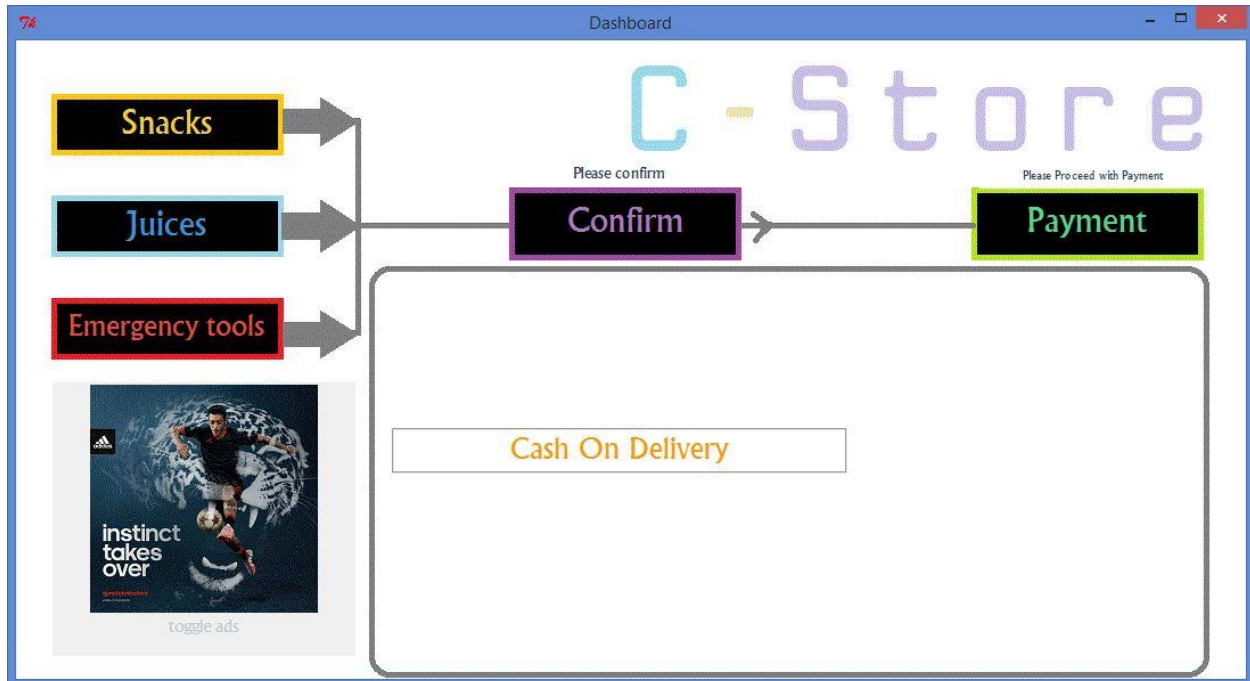 Dashboard
C-Store
Snacks
Please confirm
Please Proceed with Payment
Juices
Confirm
Payment
Emergency tools
Cash On Delivery
adidas
instinct
takes
over
toggle ads